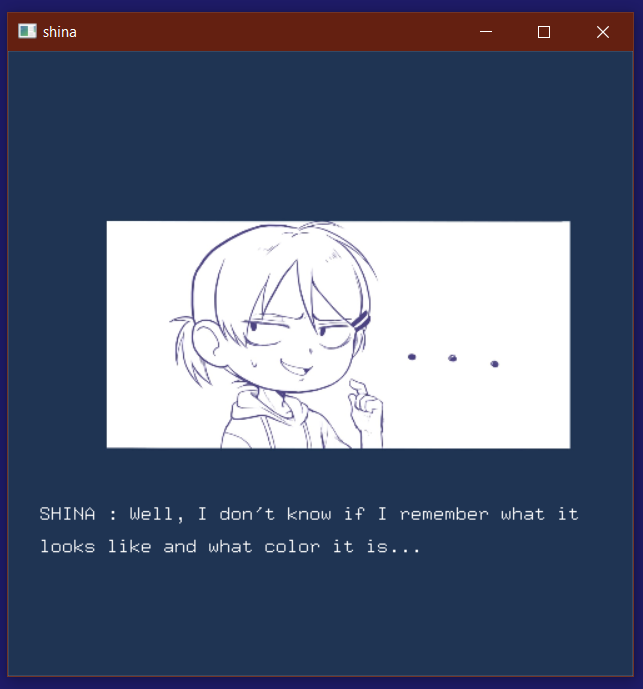 shina
SHINA : Well, I don't know if I remember what it
looks like and what color it is...